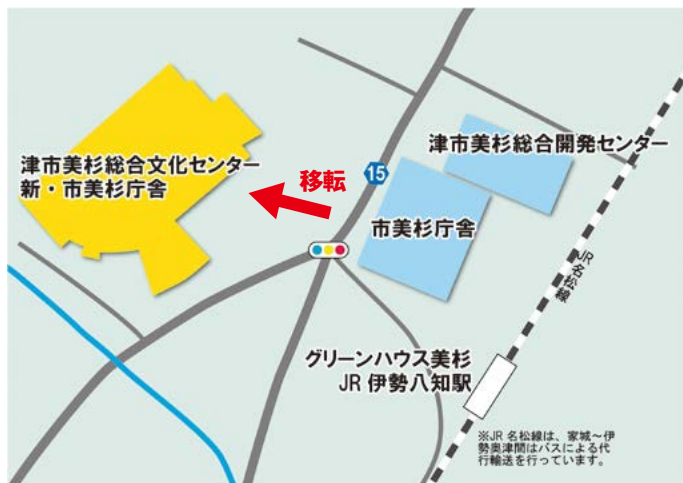 津市美杉総合開発センター
津市美杉総合文化センター
新・市美杉庁舎
移転
15
市美杉庁舎
JR名松線
グリーンハウス美杉
JR 伊勢八知駅
※JR 名松線は、家城～伊
勢奥津間はバスによる代
行輸送を行っています。